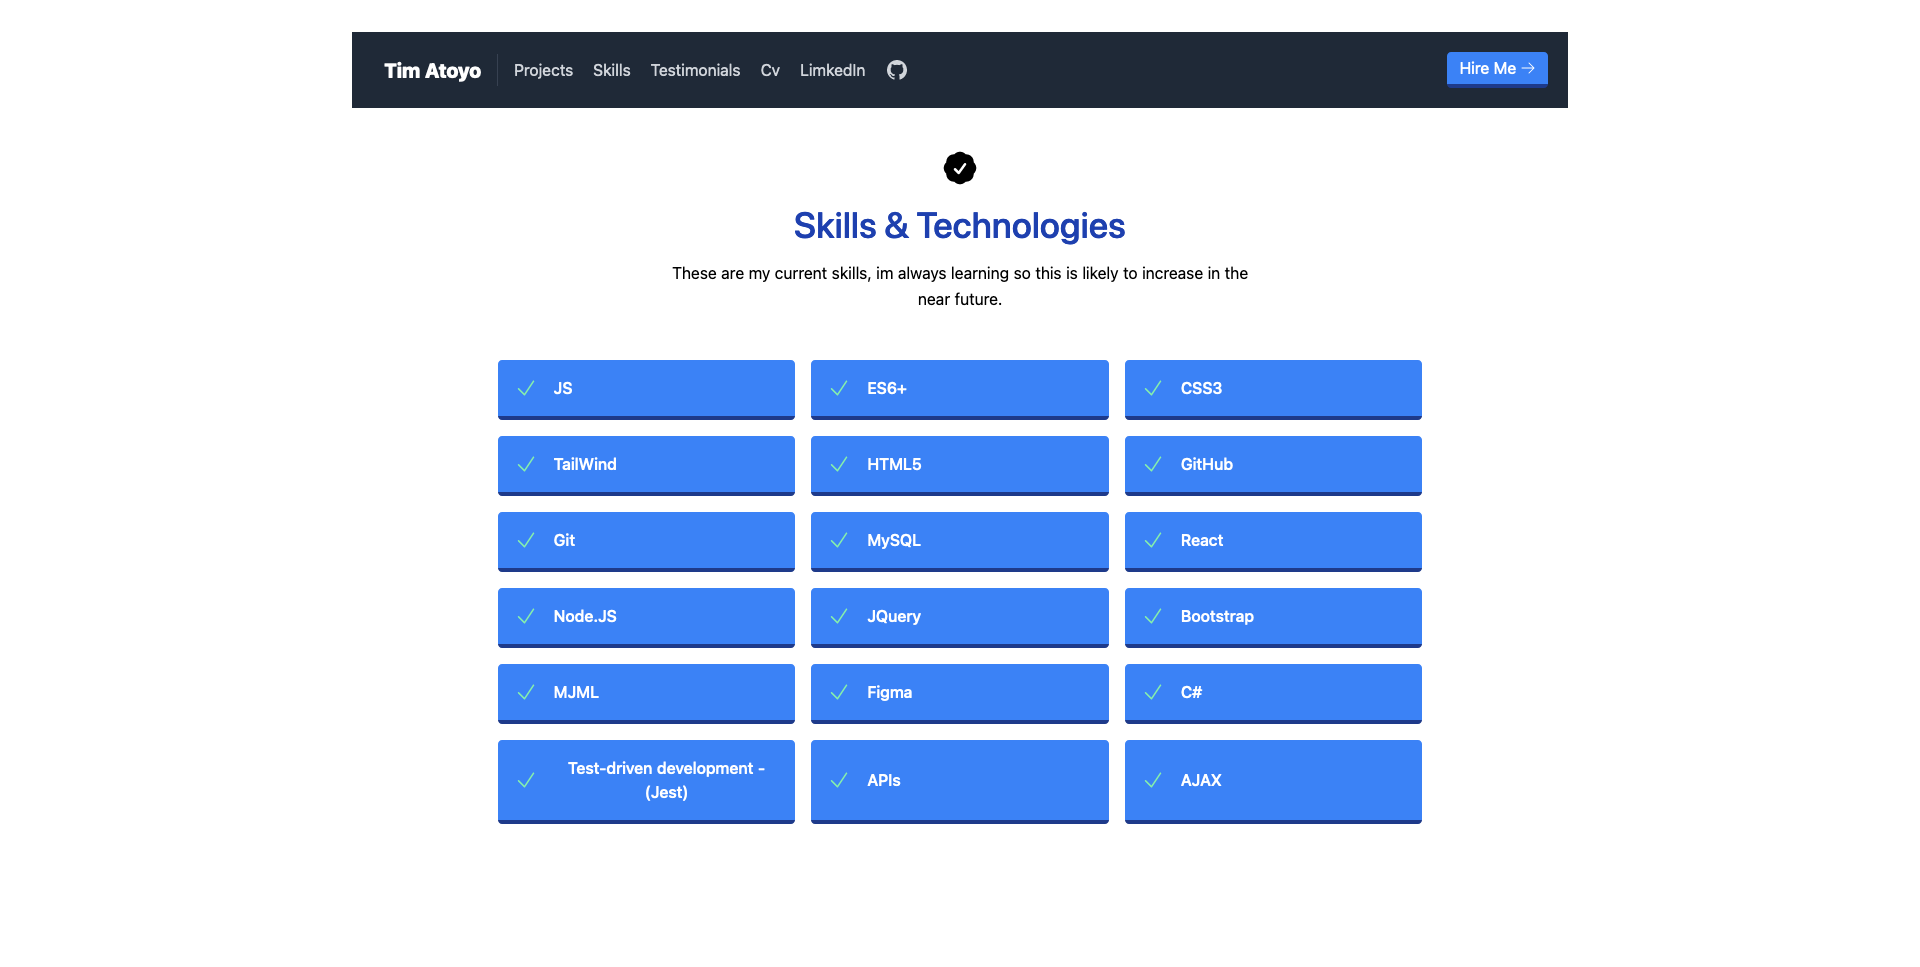 Tim Atoyo
Projects
Skills
Testimonials
Cv
LimkedIn
Hire Me
Skills & Technologies
These are my current skills, im always learning so this is likely to increase in the
near future.
JS
ES6+
CSS3
TailWind
HTML5
GitHub
Git
MySQL
React
Node.JS
JQuery
Bootstrap
MJML
Figma
C#
Test-driven development -
(Jest)
APIs
AJAX